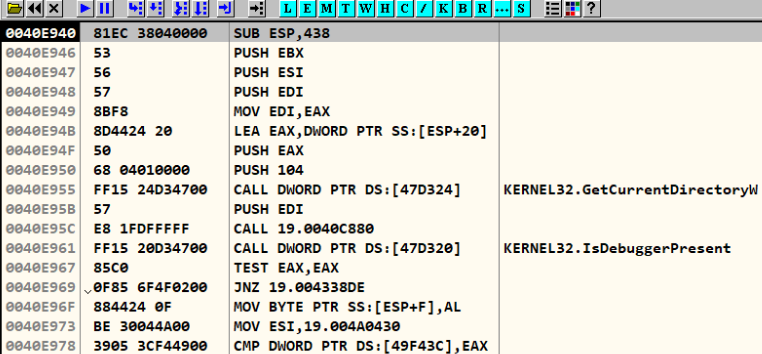 L E M T W H C / K B R ... S ?
0040E940 81EC 38040000 SUB ESP,438
0040E946 53 PUSH EBX
0040E948 56 PUSH ESI
0040E948 57 PUSH EDI
0040E949 8BF8 MOV EDI,EAX
0040E94B 8D4424 20 LEA EAX,DWORD PTR SS:[ESP+20]
0040E94F 50 PUSH EAX
0040E950 68 04010000 PUSH 104
0040E955 FF15 24D34700 CALL DWORD PTR DS:[47D324] KERNEL32.GetCurrentDirectoryW
0040E95B 57 PUSH EDI
0040E95C E8 1FDFFFFF CALL 19.0040C880
0040E961 FF15 20D34700 CALL DWORD PTR DS:[47D320] KERNEL32.IsDebuggerPresent
0040E967 85C0 TEST EAX,EAX
0040E969 0F85 6F4F0200 JNZ 19.004338DE
0040E96F 884424 0F MOV BYTE PTR SS:[ESP+F],AL
0040E973 BE 30044A00 MOV ESI,19.004A0430
0040E978 3905 3CF44900 CMP DWORD PTR DS:[49F43C],EAX